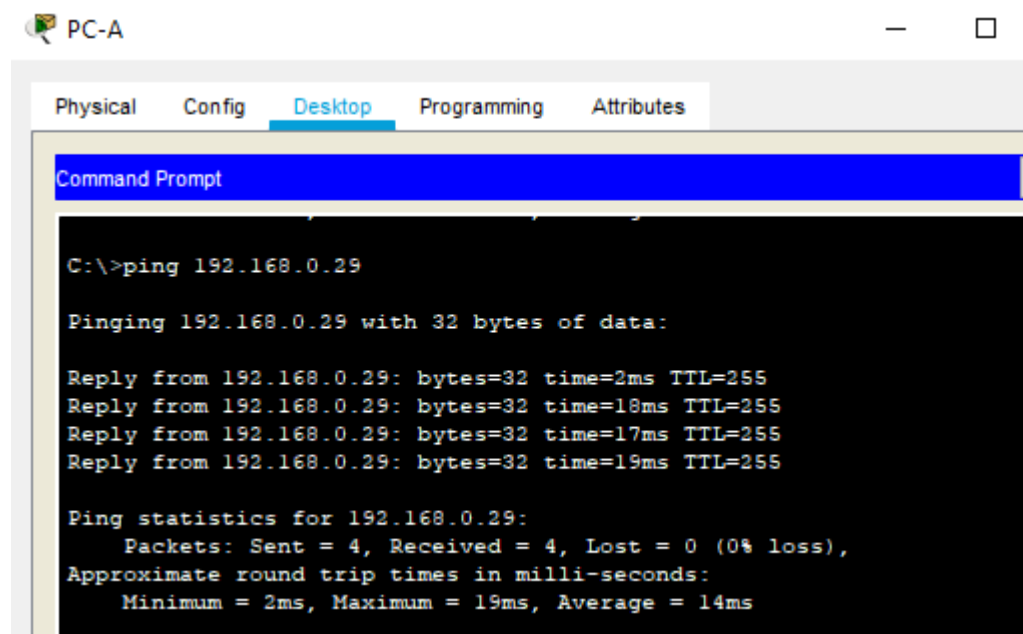 PC-A
Physical Config Desktop Programming Attributes
Command Prompt
C:\>ping 192.168.0.29
Pinging 192.168.0.29 with 32 bytes of data:
Reply from 192.168.0.29: bytes=32 time=2ms TTL=255
Reply from 192.168.0.29: bytes=32 time=18ms TTL=255
Reply from 192.168.0.29: bytes=32 time=17ms TTL=255
Reply from 192.168.0.29: bytes=32 time=19ms TTL=255
Ping statistics for 192.168.0.29:
Packets: Sent = 4, Received = 4, Lost = 0 (0% loss),
Approximate round trip times in milli-seconds:
Minimum = 2ms, Maximum = 19ms, Average = 14ms